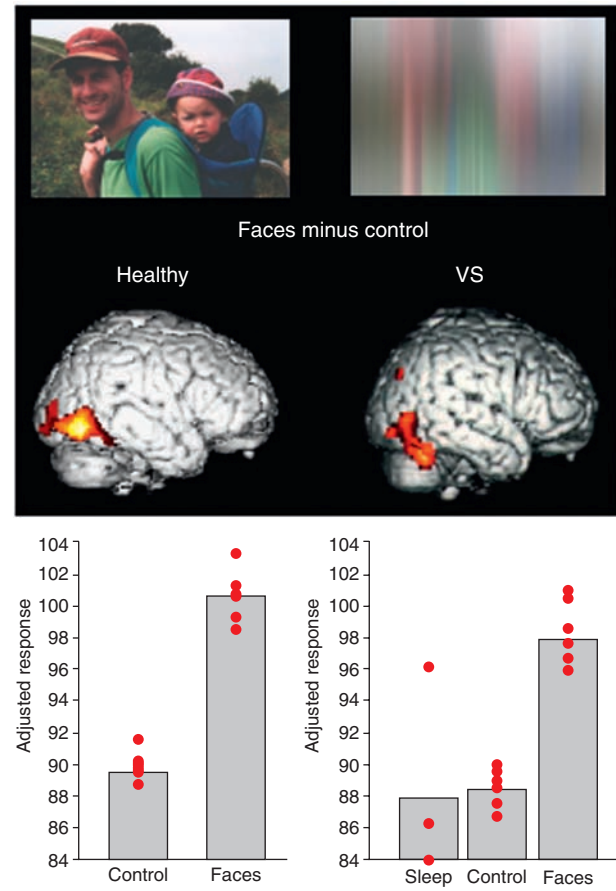 Faces minus control
Healthy
VS
104
102
100
98
96
94
92
90
88
86
84
Adjusted response
Control
Faces
104
102
100
98
96
94
92
90
88
86
84
Adjusted response
Sleep
Control
Faces